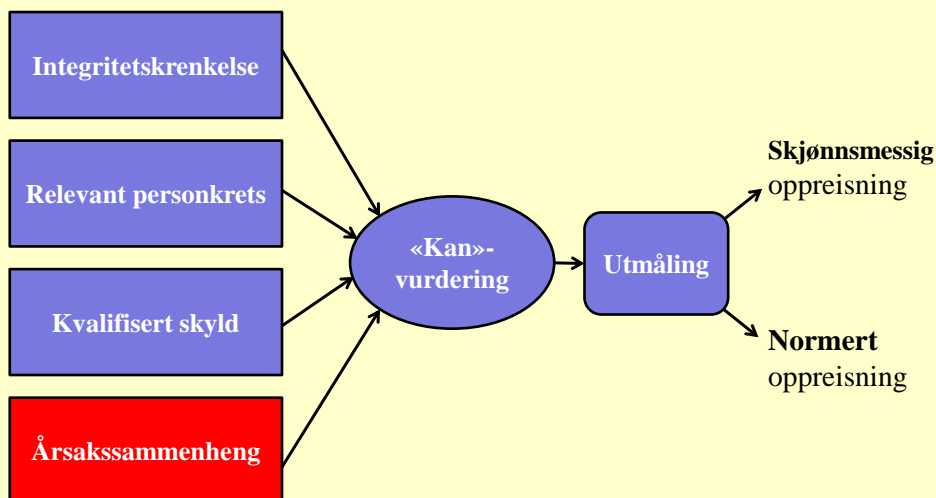 Integritetskrenkelse
Relevant personkrets
Kvalifisert skyld
Årsakssammenheng
«Kan»-
vurdering
Utmåling
Skjønnsmessig
oppreisning
Normert
oppreisning